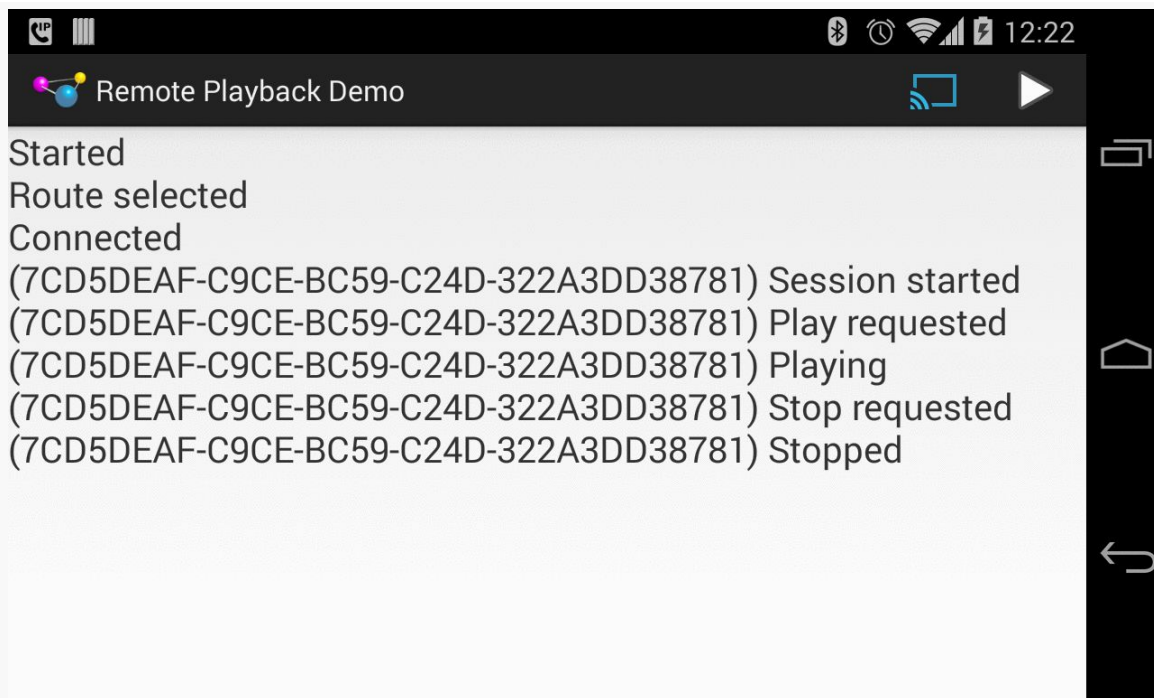 IP
12:22
Remote Playback Demo
Started
Route selected
Connected
(7CD5DEAF-C9CE-BC59-C24D-322A3DD38781) Session started
(7CD5DEAF-C9CE-BC59-C24D-322A3DD38781) Play requested
(7CD5DEAF-C9CE-BC59-C24D-322A3DD38781) Playing
(7CD5DEAF-C9CE-BC59-C24D-322A3DD38781) Stop requested
(7CD5DEAF-C9CE-BC59-C24D-322A3DD38781) Stopped